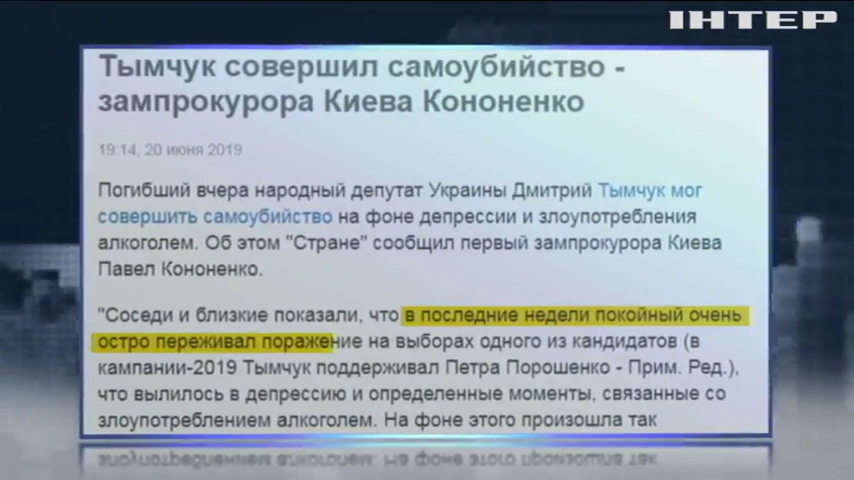 ІНТЕР
Тымчук совершил самоубийство -
зампрокурора Киева Кононенко
19:14, 20 июня 2019
Погибший вчера народный депутат Украины Дмитрий Тымчук мог
совершить самоубийство на фоне депрессии и злоупотребления
алкоголем. Об этом "Стране" сообщил первый зампрокурора Киева
Павел Кононенко.
"Соседи и близкие показали, что в последние недели покойный очень
остро переживал поражение на выборах одного из кандидатов (в
кампании-2019 Тымчук поддерживал Петра Порошенко - Прим. Ред.),
что вылилось в депрессию и определенные моменты, связанные со
злоупотреблением алкоголем. На фоне этого произошла так